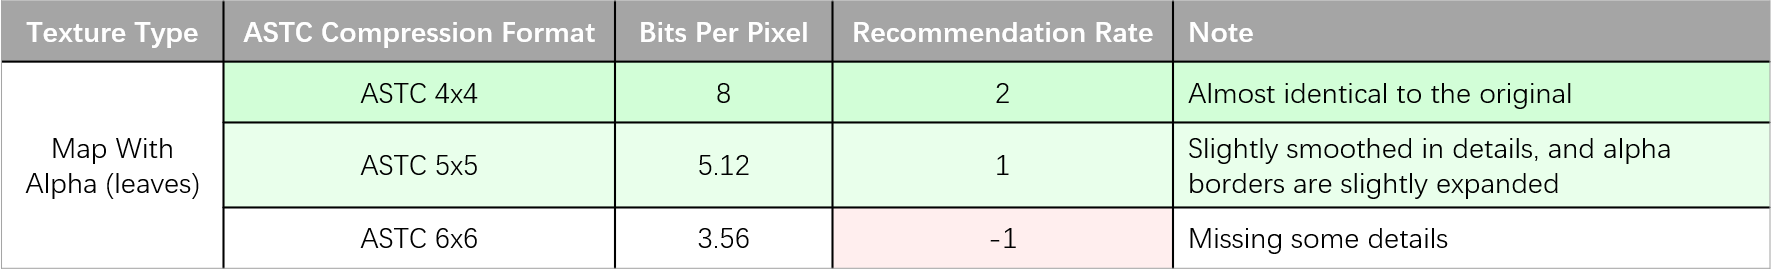 Texture Type ASTC Compression Format Bits Per Pixel Recommendation Rate Note
Map With
Alpha (leaves)
ASTC 4x4 8 2 Almost identical to the original
ASTC 5x5 5.12 1 Slightly smoothed in details, and alpha
borders are slightly expanded
ASTC 6x6 3.56 -1 Missing some details